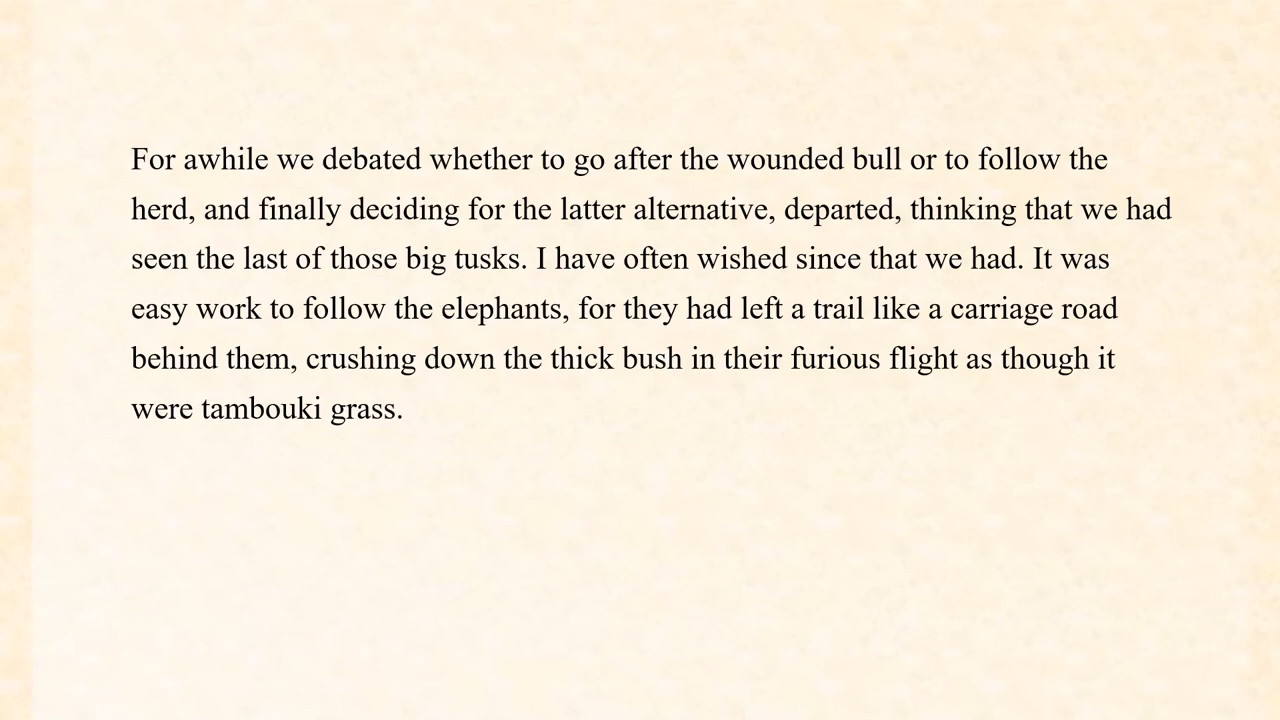 For awhile we debated whether to go after the wounded bull or to follow the
herd, and finally deciding for the latter alternative, departed, thinking that we had
seen the last of those big tusks. I have often wished since that we had. It was
easy work to follow the elephants, for they had left a trail like a carriage road
behind them, crushing down the thick bush in their furious flight as though it
were tambouki grass.